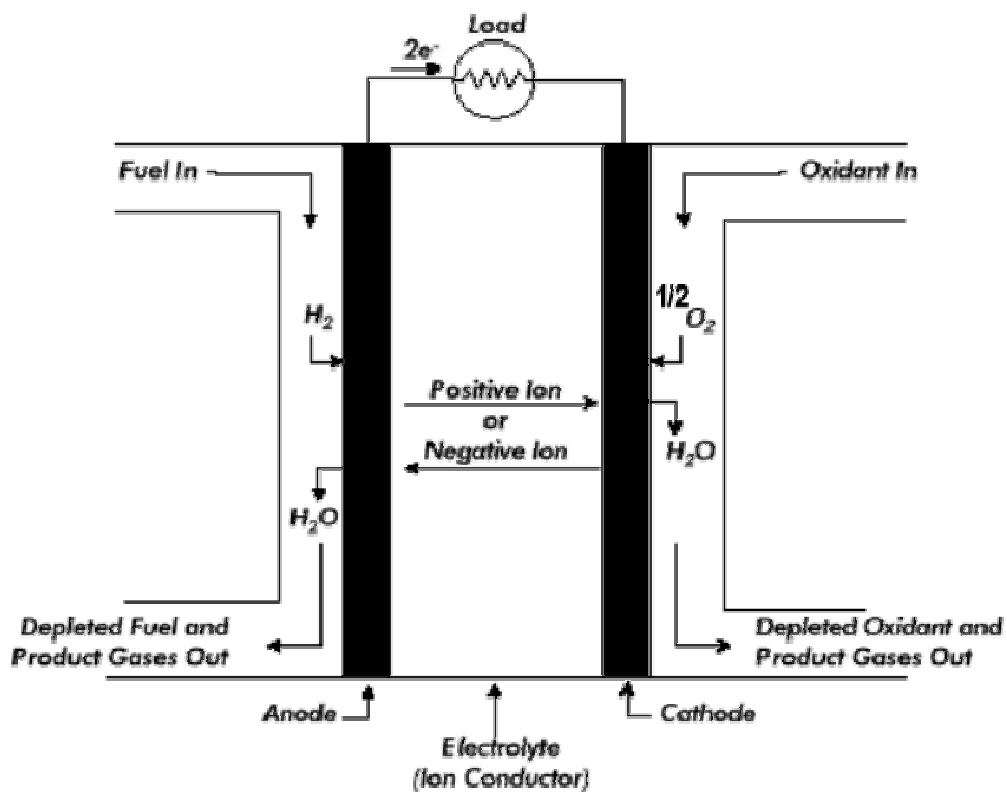 Load
2e-
Fuel In
Oxidant In
H2
1/2 O2
Positive Ion
or
Negative Ion
H2O
H2O
Depleted Fuel and
Product Gases Out
Depleted Oxidant and
Product Gases Out
Anode
Cathode
Electrolyte
(Ion Conductor)